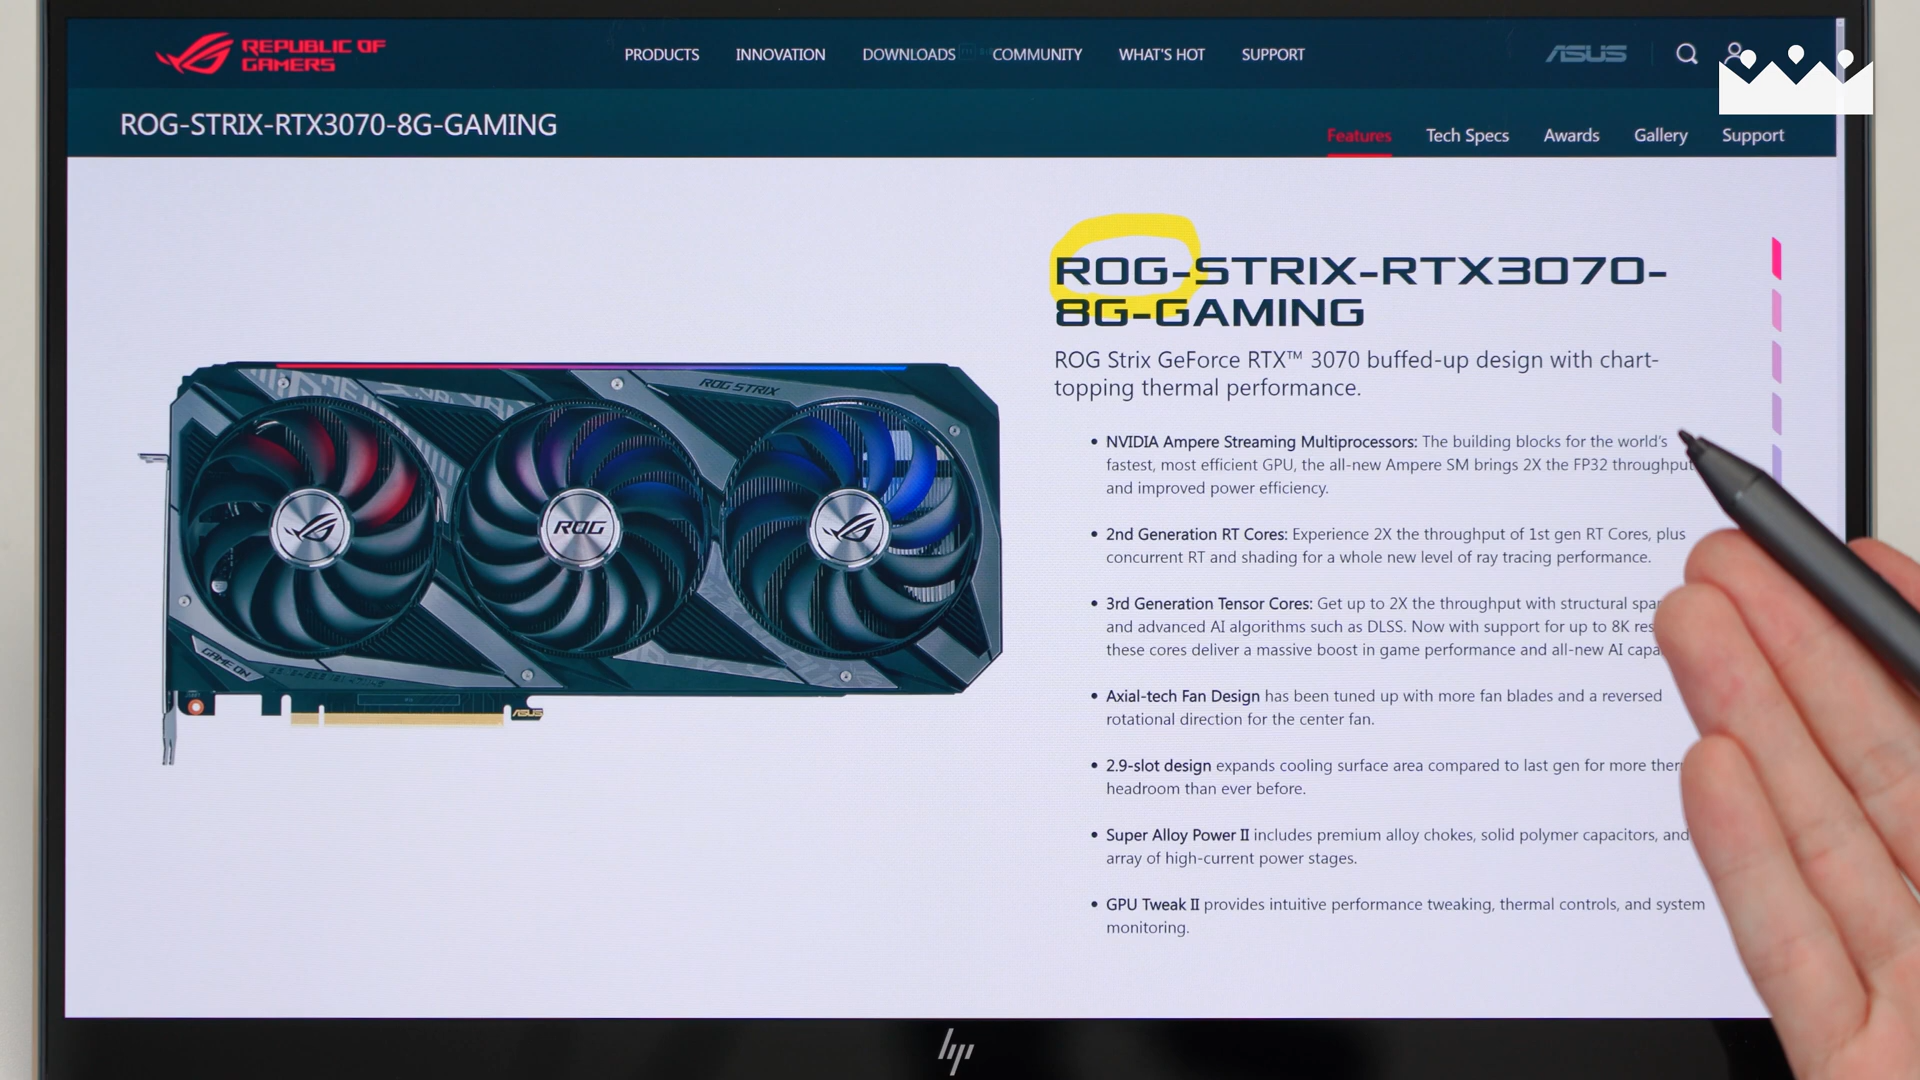 REPUBLIC OF
GAMERS
PRODUCTS
INNOVATION
DOWNLOADS
COMMUNITY
WHAT'S HOT
SUPPORT
ASUS
ROG-STRIX-RTX3070-8G-GAMING
Features
Tech Specs
Awards
Gallery
Support
ROG-STRIX-RTX3070-
8G-GAMING
ROG Strix GeForce RTX™ 3070 buffed-up design with chart-
topping thermal performance.
• NVIDIA Ampere Streaming Multiprocessors: The building blocks for the world's
fastest, most efficient GPU, the all-new Ampere SM brings 2X the FP32 throughput
and improved power efficiency.
• 2nd Generation RT Cores: Experience 2X the throughput of 1st gen RT Cores, plus
concurrent RT and shading for a whole new level of ray tracing performance.
• 3rd Generation Tensor Cores: Get up to 2X the throughput with structural
and advanced AI algorithms such as DLSS. Now with support for up to 8K
these cores deliver a massive boost in game performance and all-new AI
• Axial-tech Fan Design has been tuned up with more fan blades and a reversed
rotational direction for the center fan.
• 2.9-slot design expands cooling surface area compared to last gen for more
headroom than ever before.
• Super Alloy Power II includes premium alloy chokes, solid polymer capacitors, and
array of high-current power stages.
• GPU Tweak II provides intuitive performance tweaking, thermal controls, and system
monitoring.
ROG STRIX
ROG
GAME ON
ASUS
hp